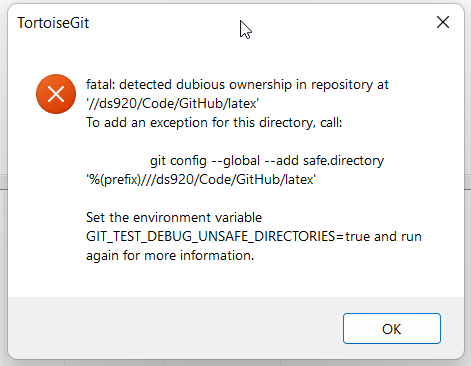 TortoiseGit
fatal: detected dubious ownership in repository at
'//ds920/Code/GitHub/latex'
To add an exception for this directory, call:
git config --global --add safe.directory
'%(prefix)///ds920/Code/GitHub/latex'
Set the environment variable
GIT_TEST_DEBUG_UNSAFE_DIRECTORIES=true and run
again for more information.
OK